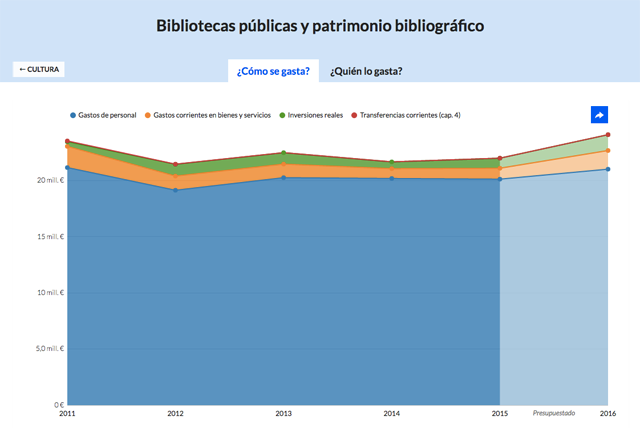 Bibliotecas públicas y patrimonio bibliográfico
← CULTURA
¿Cómo se gasta?
¿Quién lo gasta?
Gastos de personal
Gastos corrientes en bienes y servicios
Inversiones reales
Transferencias corrientes (cap. 4)
20 mill. €
15 mill. €
10 mill. €
5,0 mill. €
0 €
2011
2012
2013
2014
2015
Presupuestado
2016